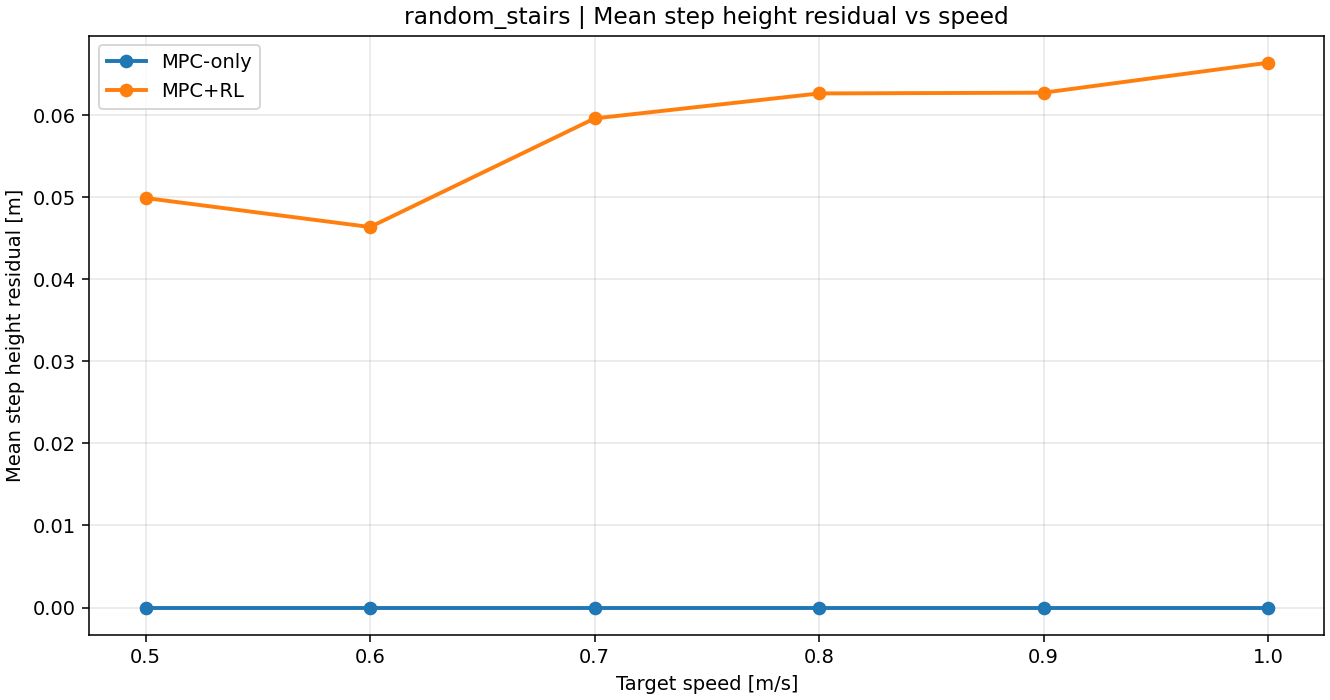 random_stairs | Mean step height residual vs speed
MPC-only
MPC+RL
Mean step height residual [m]
0.06
0.05
0.04
0.03
0.02
0.01
0.00
0.5 0.6 0.7 0.8 0.9 1.0
Target speed [m/s]